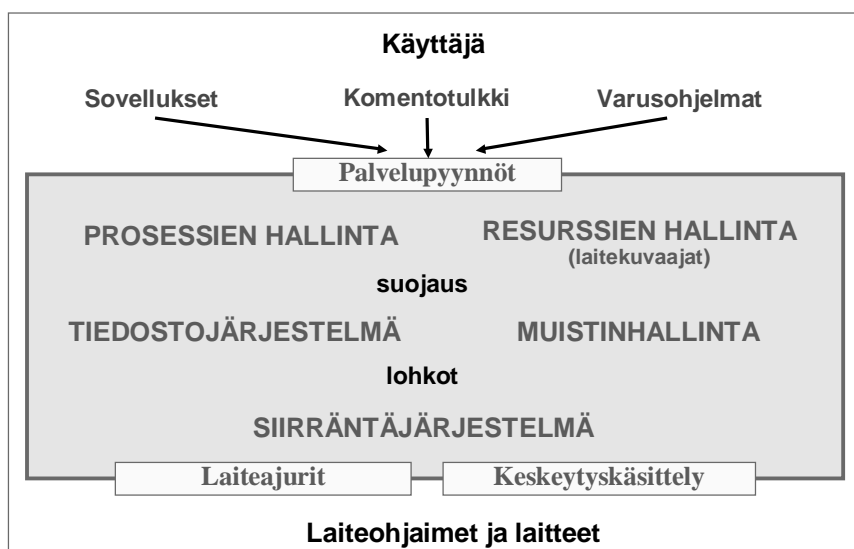 Käyttäjä
Sovellukset Komentotulkki Varusohjelmat
Palvelupyynnöt
PROSESSIEN HALLINTA RESURSSIEN HALLINTA
(laitekuvaajat)
suojaus
TIEDOSTOJÄRJESTELMÄ MUISTINHALLINTA
lohkot
SIIRRÄNTÄJÄRJESTELMÄ
Laiteajurit Keskeytyskäsittely
Laiteohjaimet ja laitteet